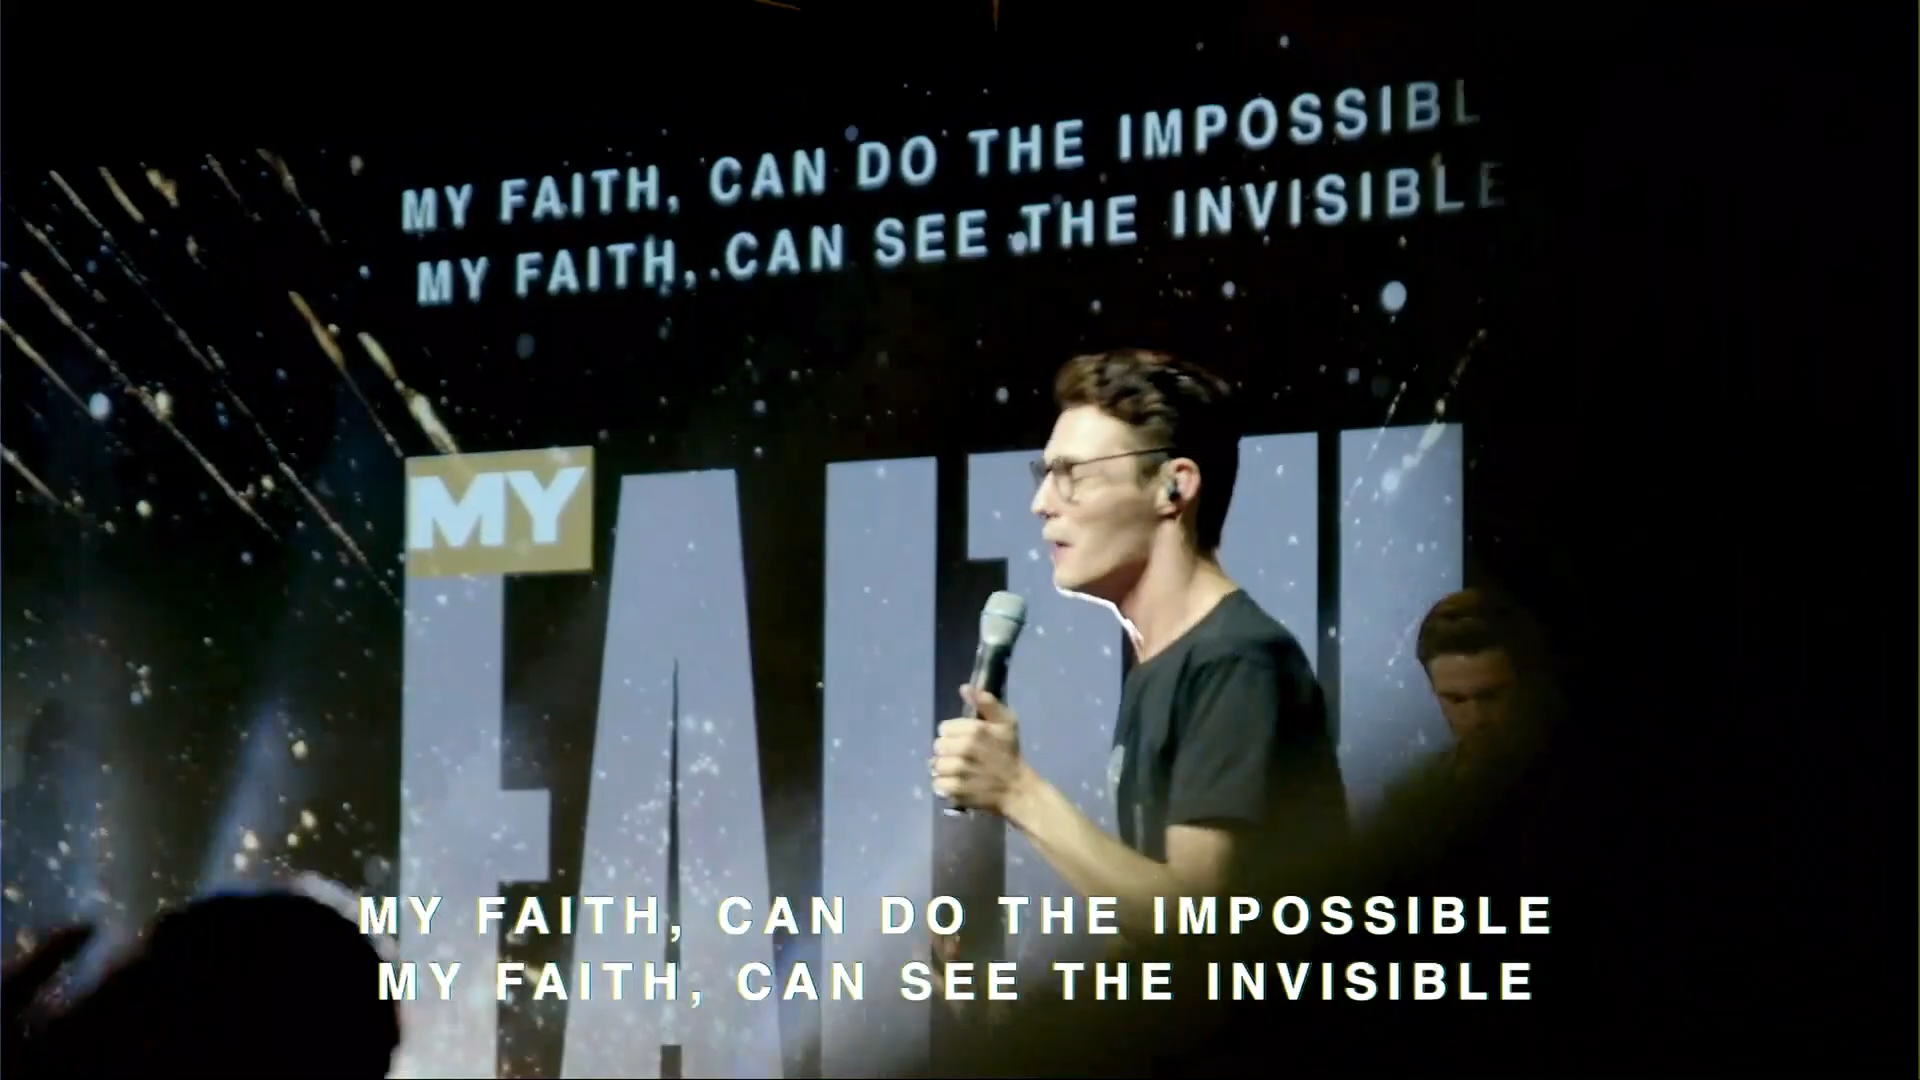 MY FAITH, CAN DO THE IMPOSSIBL
MY FAITH, CAN SEE THE INVISIBLE
MY
FAITH
MY FAITH, CAN DO THE IMPOSSIBLE
MY FAITH, CAN SEE THE INVISIBLE